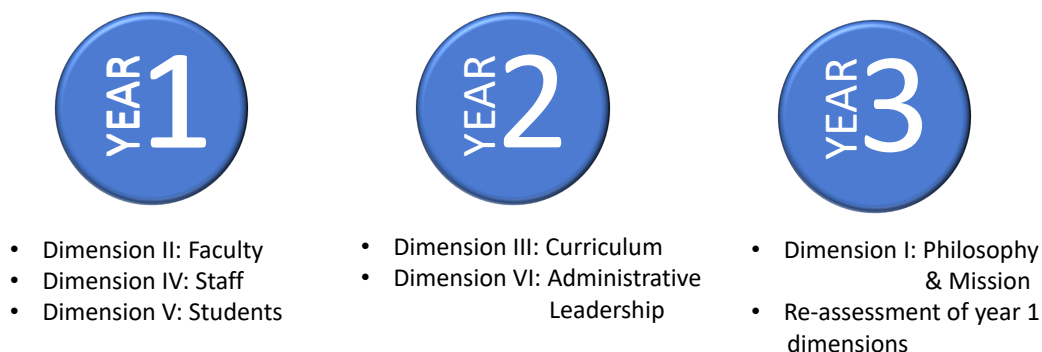 YEAR 1
• Dimension II: Faculty
• Dimension IV: Staff
• Dimension V: Students
YEAR 2
• Dimension III: Curriculum
• Dimension VI: Administrative
Leadership
YEAR 3
• Dimension I: Philosophy
& Mission
• Re-assessment of year 1
dimensions